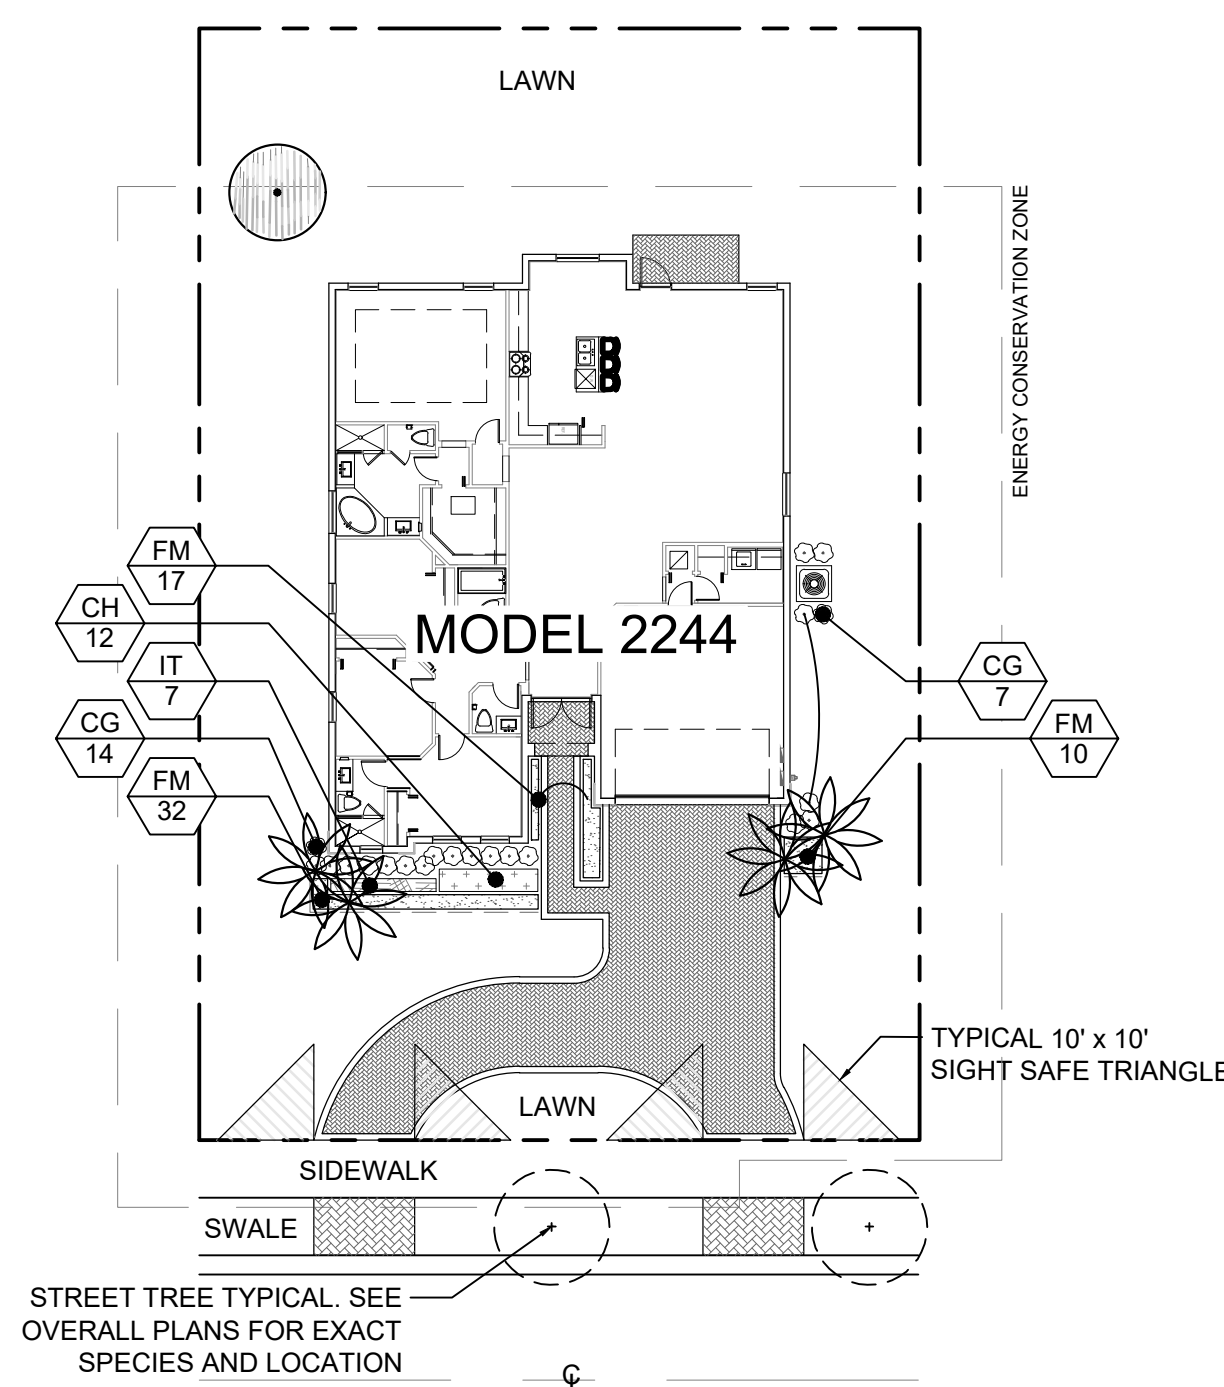 LAWN
ENERGY CONSERVATION ZONE
FM
17
CH
12
MODEL 2244
IT
7
CG
7
CG
14
FM
10
FM
32
TYPICAL 10' x 10'
SIGHT SAFE TRIANGLE
LAWN
SIDEWALK
SWALE
STREET TREE TYPICAL. SEE
OVERALL PLANS FOR EXACT
SPECIES AND LOCATION
℄